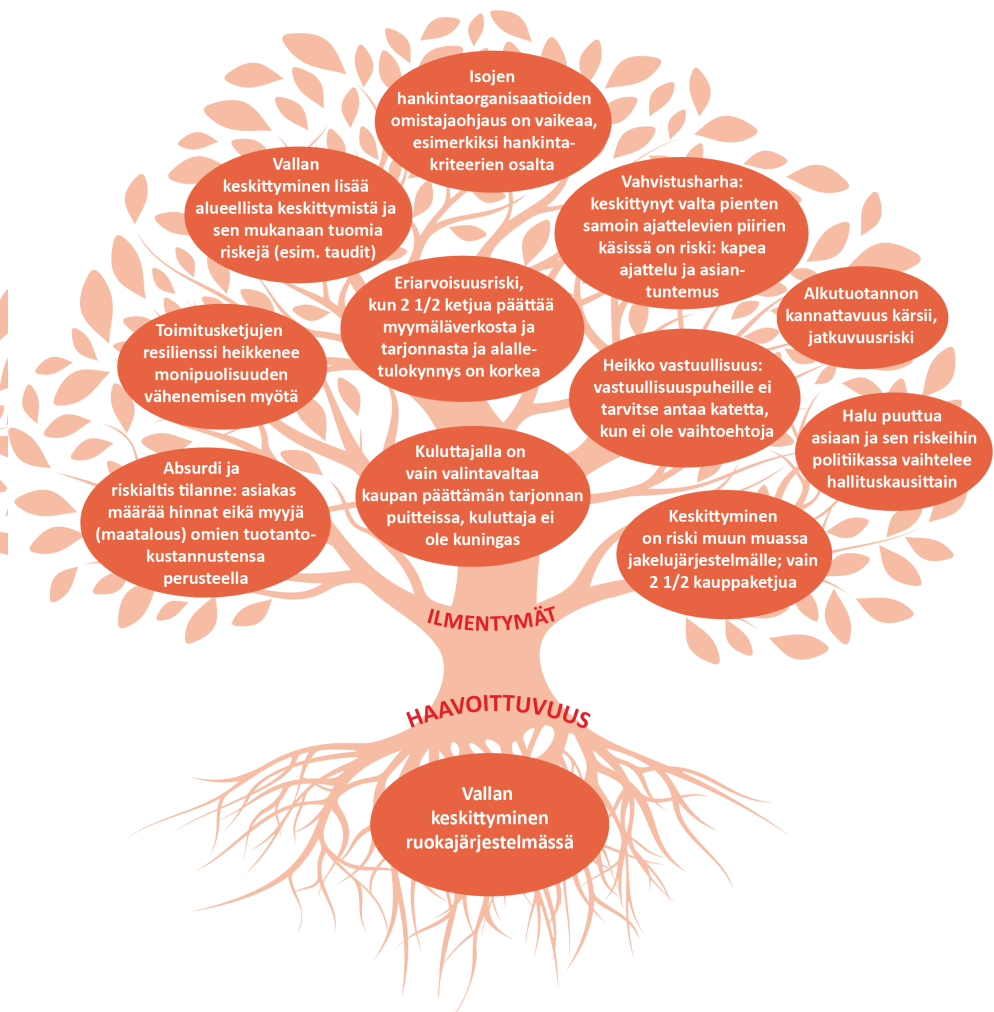 Isojen
hankintaorganisaatioiden
omistajaohjaus on vaikeaa,
esimerkiksi hankinta-
kriteerien osalta
Vallan
keskittyminen lisää
alueellista keskittymistä ja
sen mukanaan tuomia
riskejä (esim. taudit)
Vahvistusharha:
keskittynyt valta pienten
samoin ajattelevien piirien
käsissä on riski: kapea
ajattelu ja asian-
tuntemus
Eriarvoisuusriski,
kun 2 1/2 ketjua päättää
myymäläverkosta ja
tarjonnasta ja alalle-
tulokynnys on korkea
Alkutuotannon
kannattavuus kärsii,
jatkuvuusriski
Toimitusketjujen
resilienssi heikkenee
monipuolisuuden
vähenemisen myötä
Heikko vastuullisuus:
vastuullisuuspuheille ei
tarvitse antaa katetta,
kun ei ole vaihtoehtoja
Halu puuttua
asiaan ja sen riskeihin
politiikassa vaihtelee
hallituskausittain
Absurdi ja
riskialtis tilanne: asiakas
määrää hinnat eikä myyjä
(maatalous) omien tuotanto-
kustannustensa
perusteella
Kuluttajalla on
vain valintavaltaa
kaupan päättämän tarjonnan
puitteissa, kuluttaja ei
ole kuningas
Keskittyminen
on riski muun muassa
jakelujärjestelmälle; vain
2 1/2 kauppaketjua
ILMENTYMÄT
HAAVOITTUVUUS
Vallan
keskittyminen
ruokajärjestelmässä